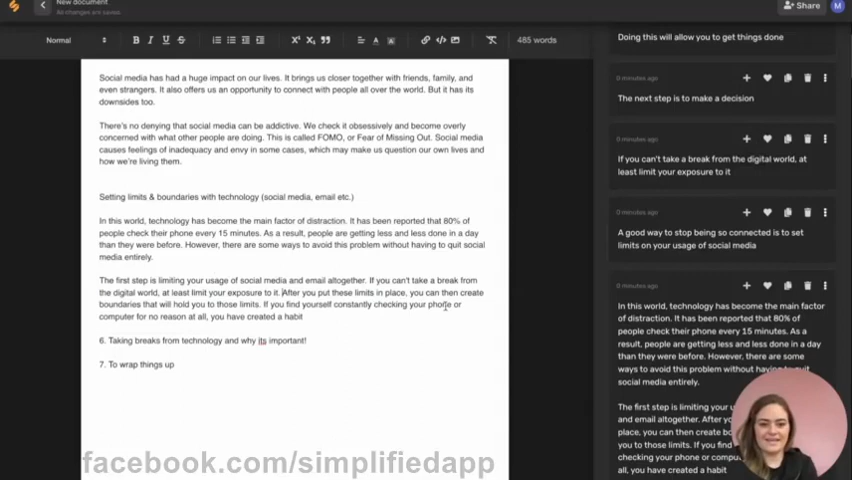 New document
All changes are saved
Share
M
Normal
B I U S
X² X₂
A
485 words
Social media has had a huge impact on our lives. It brings us closer together with friends, family, and
even strangers. It also offers us an opportunity to connect with people all over the world. But it has its
downsides too.
There's no denying that social media can be addictive. We check it obsessively and become overly
concerned with what other people are doing. This is called FOMO, or Fear of Missing Out. Social media
causes feelings of inadequacy and envy in some cases, which may make us question our own lives and
how we're living them.
Setting limits & boundaries with technology (social media, email etc.)
In this world, technology has become the main factor of distraction. It has been reported that 80% of
people check their phone every 15 minutes. As a result, people are getting less and less done in a day
than they were before. However, there are some ways to avoid this problem without having to quit social
media entirely.
The first step is limiting your usage of social media and email altogether. If you can't take a break from
the digital world, at least limit your exposure to it. After you put these limits in place, you can then create
boundaries that will hold you to those limits. If you find yourself constantly checking your phone or
computer for no reason at all, you have created a habit
6. Taking breaks from technology and why its important!
7. To wrap things up
Doing this will allow you to get things done
0 minutes ago
The next step is to make a decision
0 minutes ago
If you can't take a break from the digital world, at
least limit your exposure to it
0 minutes ago
A good way to stop being so connected is to set
limits on your usage of social media
0 minutes ago
In this world, technology has become the main factor
of distraction. It has been reported that 80% of
people check their phone every 15 minutes. As a
result, people are getting less and less done in a day
than they were before. However, there are some
ways to avoid this problem without having to quit
social media entirely.
The first step is limiting your
and email altogether.
place, you can then create
you to those limits. If you find
checking your phone or
all, you have created a habit
facebook.com/simplifiedapp